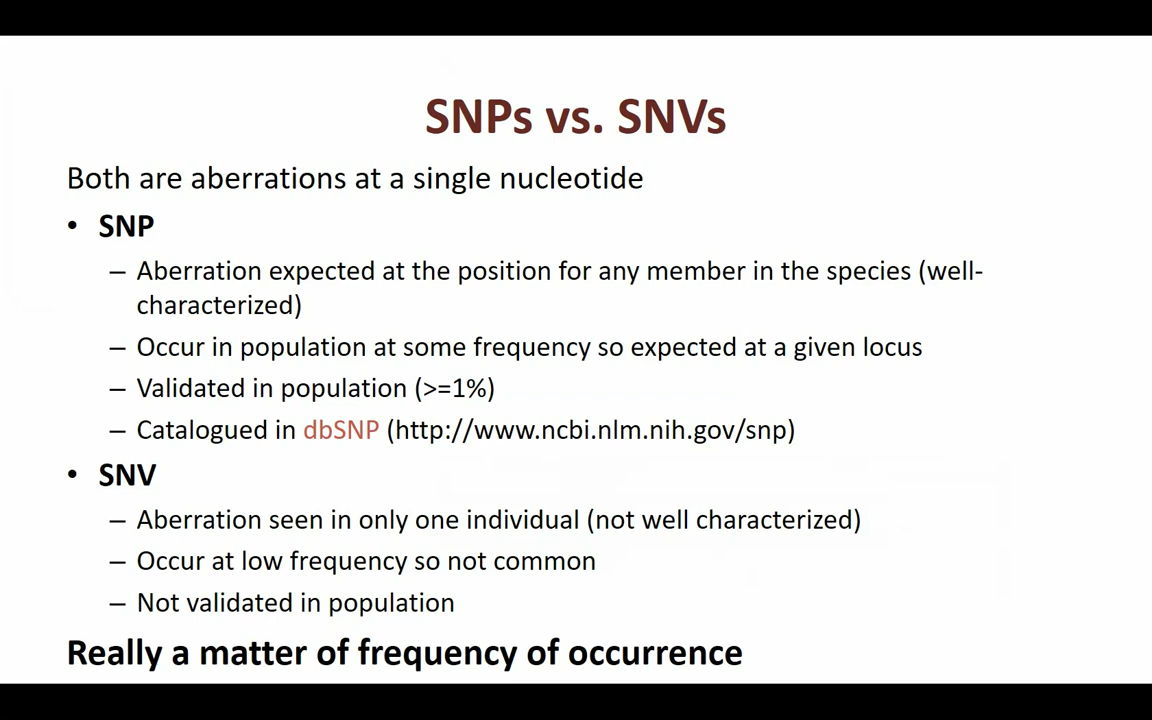 SNPs vs. SNVs
Both are aberrations at a single nucleotide
• SNP
– Aberration expected at the position for any member in the species (well-
characterized)
– Occur in population at some frequency so expected at a given locus
– Validated in population (>=1%)
– Catalogued in dbSNP (http://www.ncbi.nlm.nih.gov/snp)
• SNV
– Aberration seen in only one individual (not well characterized)
– Occur at low frequency so not common
– Not validated in population
Really a matter of frequency of occurrence